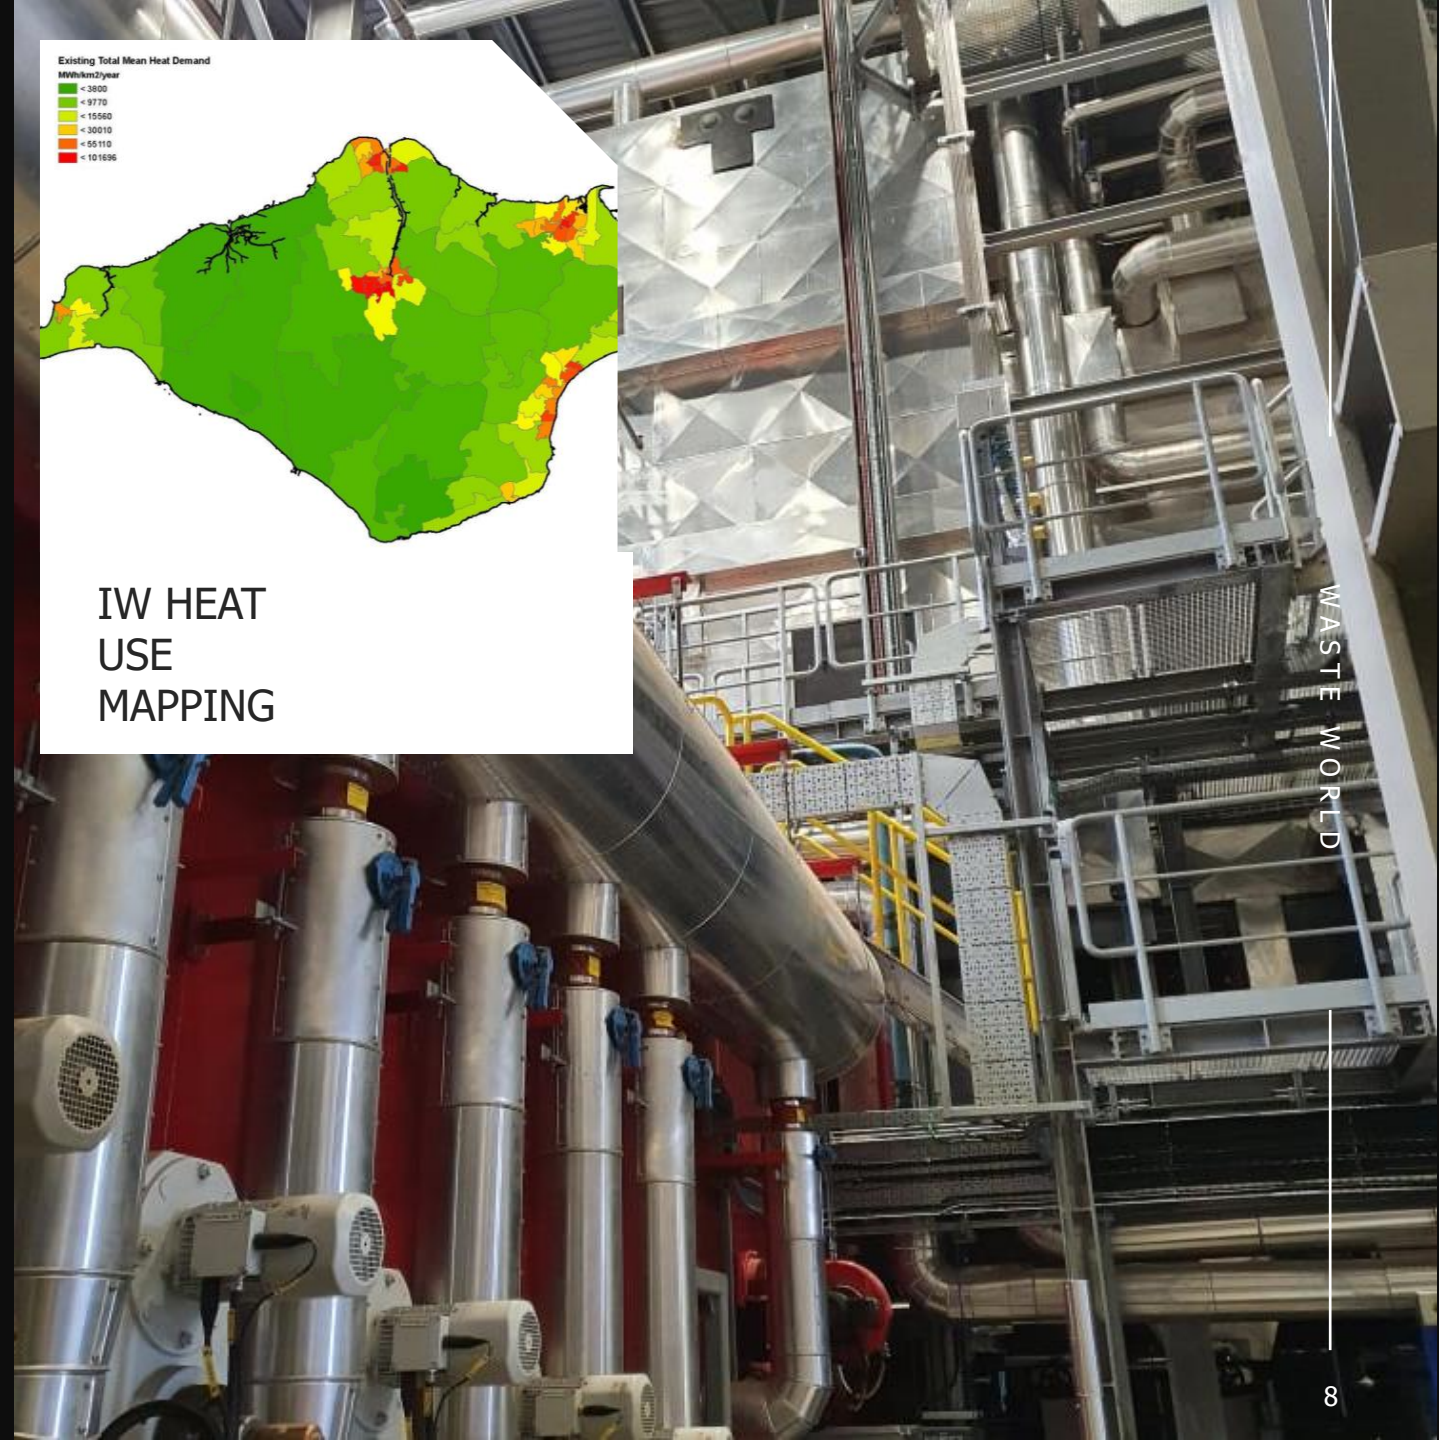 Existing Total Mean Heat Demand
MWh/km2/year
< 3800
< 9770
< 15560
< 30010
< 55110
< 101696
IW HEAT
USE
MAPPING
WASTE WORLD
8